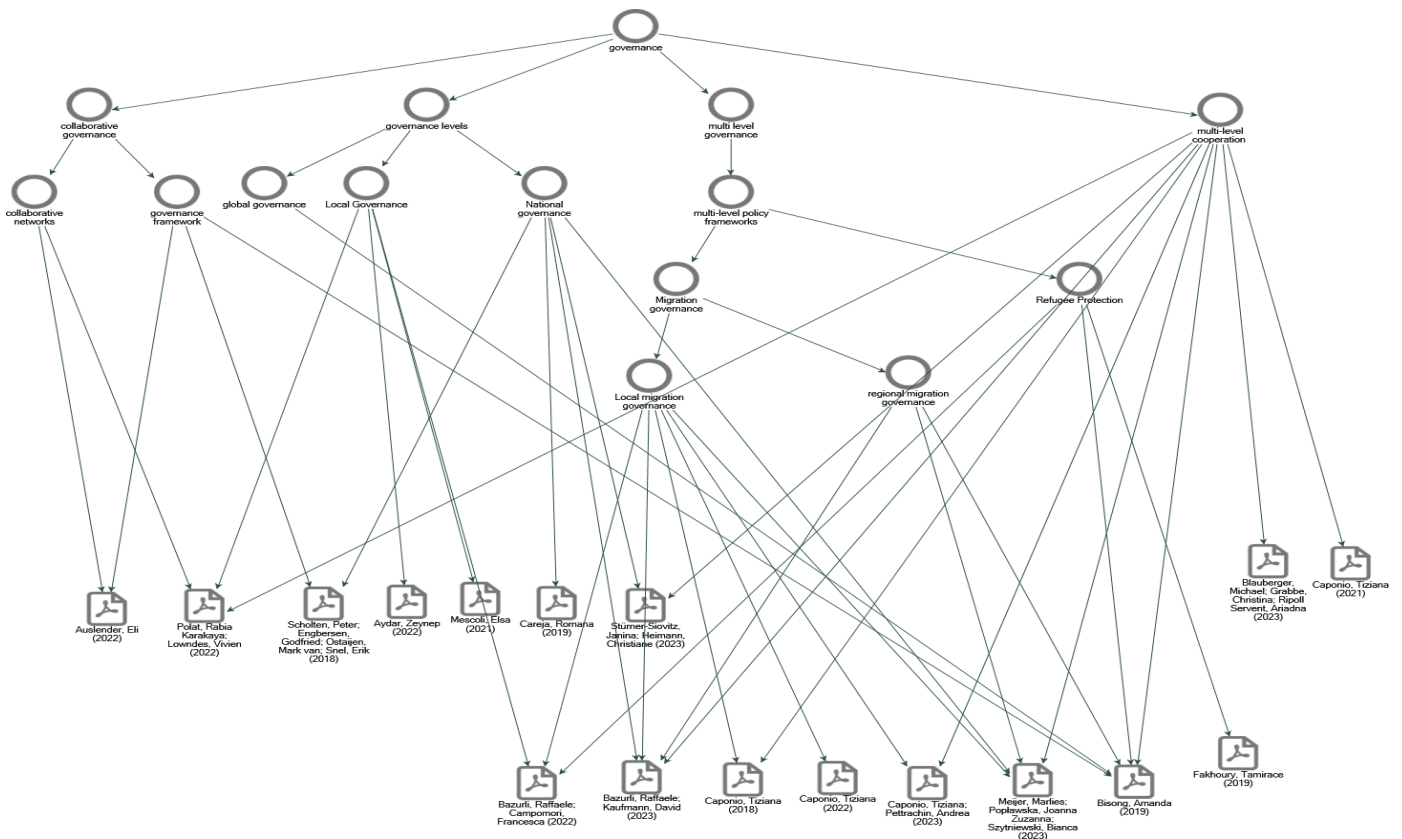 governance
collaborative
governance
governance levels
multi level
governance
multi-level
cooperation
collaborative
networks
governance
framework
global governance
Local Governance
National
governance
multi-level policy
frameworks
Migration
governance
Refugee Protection
Local migration
governance
regional migration
governance
Auslender, Eli
(2022)
Polat, Rabia
Karakaya;
Lowndes, Vivien
(2022)
Scholten, Peter;
Engbersen,
Godfried; Ostaijen,
Mark van; Snel, Erik
(2018)
Aydar, Zeynep
(2022)
Mescoli, Elsa
(2021)
Careja, Romana
(2019)
Stürner-Siovitz,
Janina; Heimann,
Christiane (2023)
Blauberger,
Michael; Grabbe,
Christina; Ripoll
Servent, Ariadna
(2023)
Caponio, Tiziana
(2021)
Bazurli, Raffaele;
Campomori,
Francesca (2022)
Bazurli, Raffaele;
Kaufmann, David
(2023)
Caponio, Tiziana
(2018)
Caponio, Tiziana
(2022)
Caponio, Tiziana;
Pettrachin, Andrea
(2023)
Meijer, Marlies;
Popławska, Joanna
Zuzanna;
Szytniewski, Bianca
(2023)
Bisong, Amanda
(2019)
Fakhoury, Tamirace
(2019)